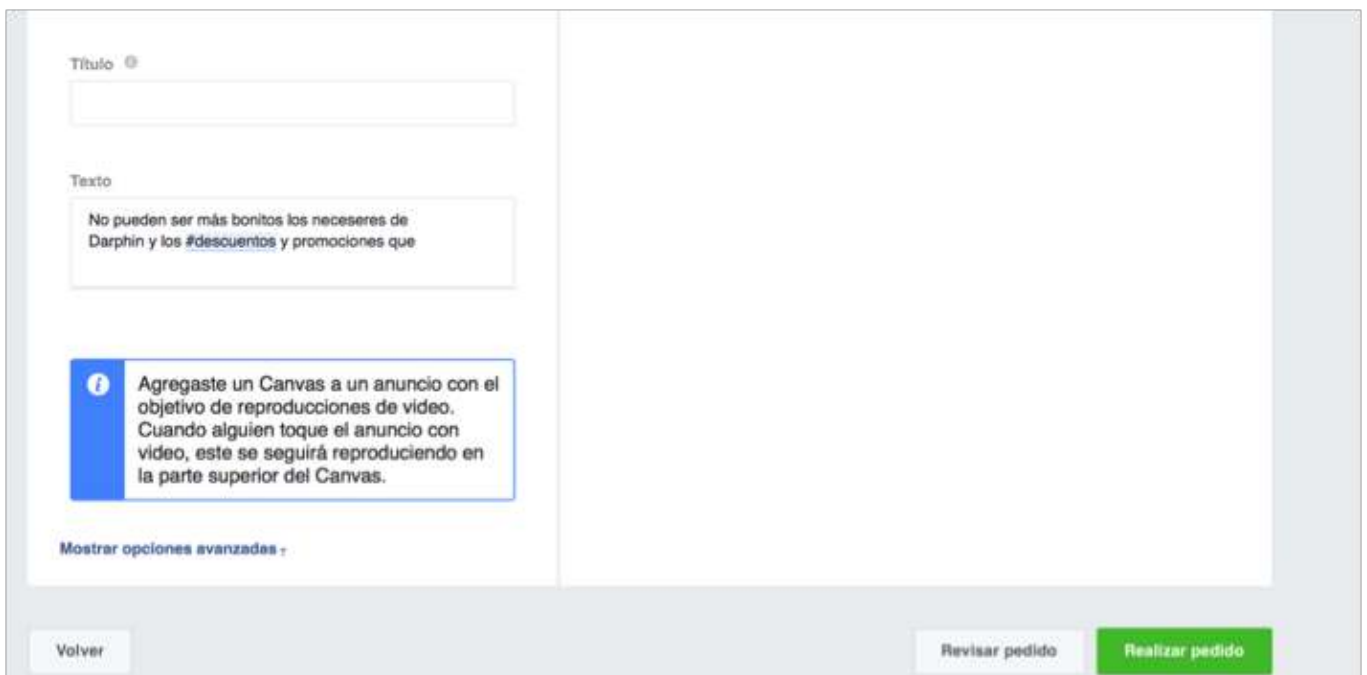 Título
Texto
No pueden ser más bonitos los neceseres de
Darphin y los #descuentos y promociones que
Agregaste un Canvas a un anuncio con el
objetivo de reproducciones de video.
Cuando alguien toque el anuncio con
video, este se seguirá reproduciendo en
la parte superior del Canvas.
Mostrar opciones avanzadas
Volver
Revisar pedido
Realizar pedido